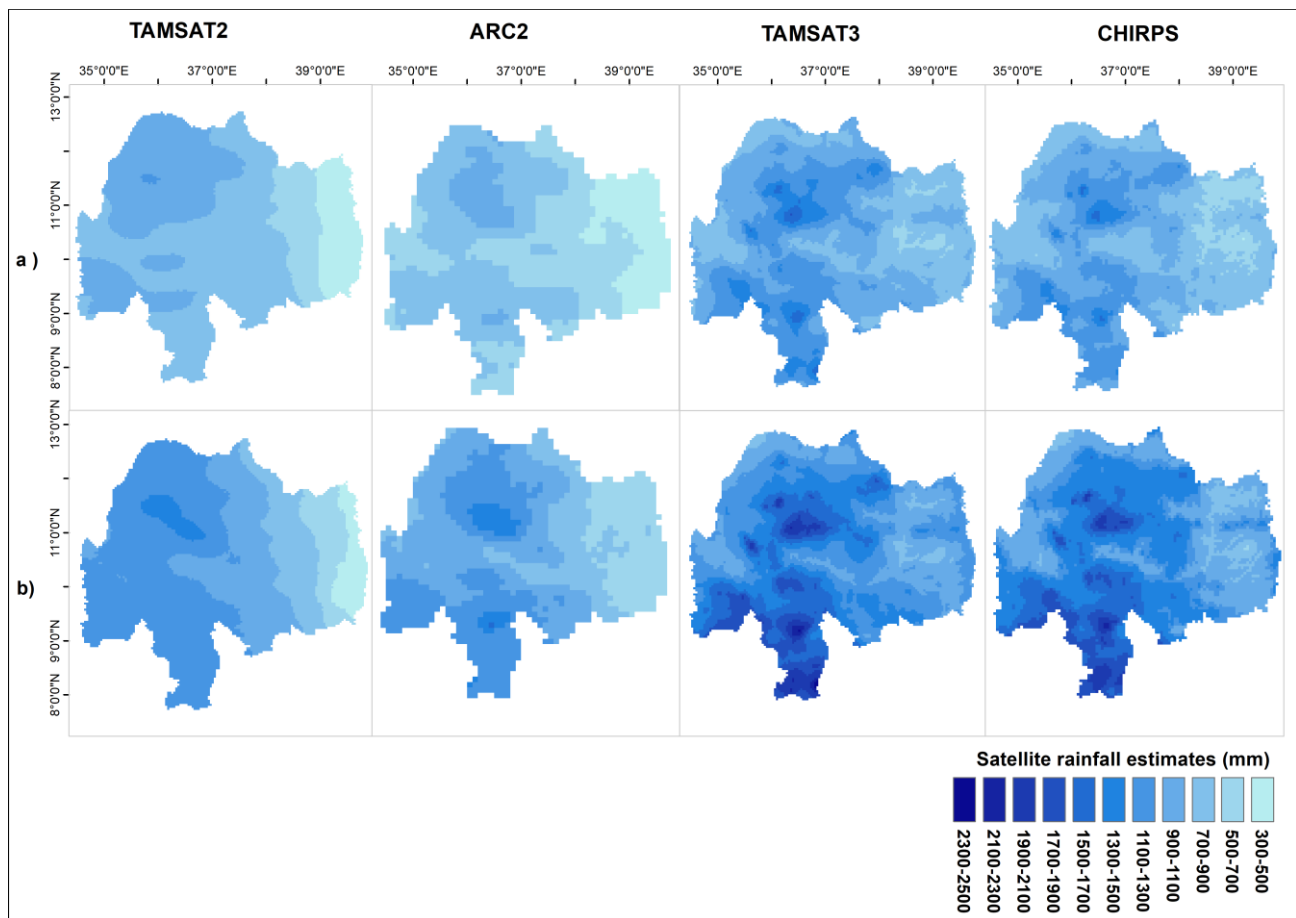 TAMSAT2 ARC2 TAMSAT3 CHIRPS
35°0'0"E 37°0'0"E 39°0'0"E 35°0'0"E 37°0'0"E 39°0'0"E 35°0'0"E 37°0'0"E 39°0'0"E 35°0'0"E 37°0'0"E 39°0'0"E
13°0'0"N
11°0'0"N
a )
9°0'0"N
8°0'0"N
13°0'0"N
11°0'0"N
b)
9°0'0"N
8°0'0"N
Satellite rainfall estimates (mm)
2300-2500
2100-2300
1900-2100
1700-1900
1500-1700
1300-1500
1100-1300
900-1100
700-900
500-700
300-500